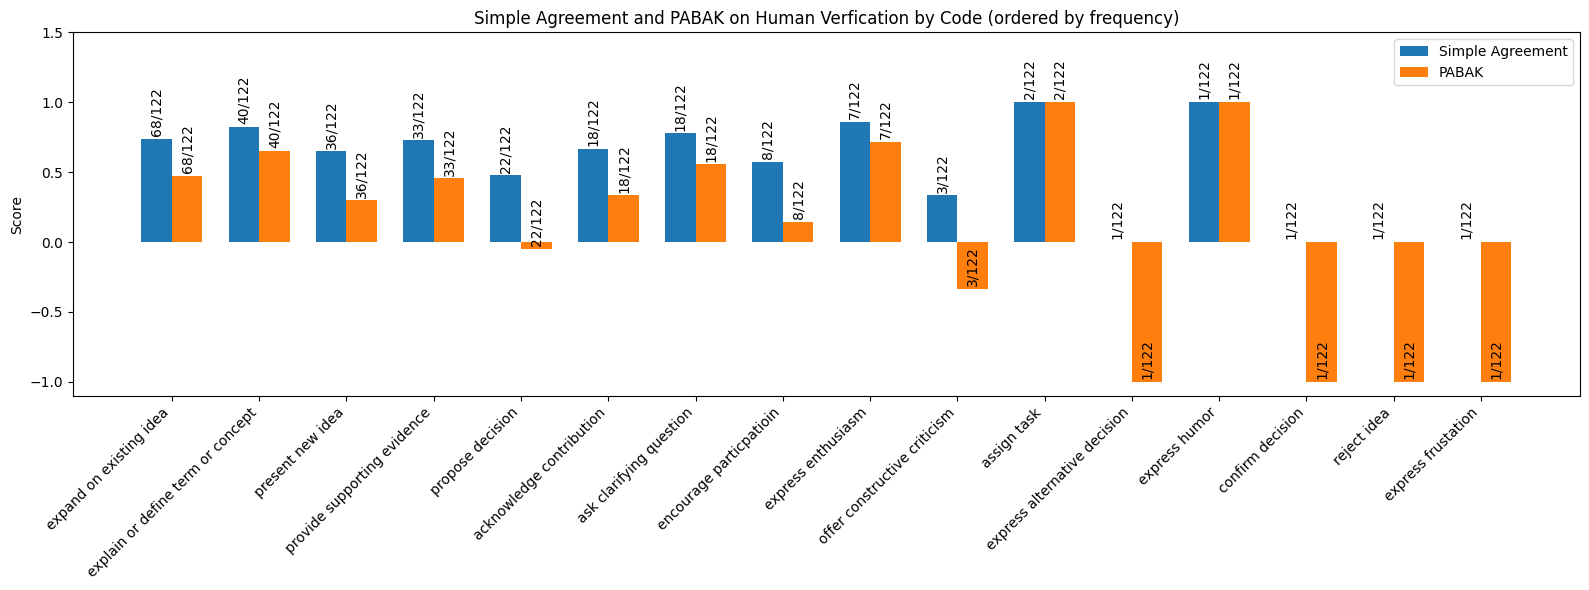 Simple Agreement and PABAK on Human Verfication by Code (ordered by frequency)
Simple Agreement
PABAK
Score
1.5
1.0
0.5
0.0
−0.5
−1.0
68/122
68/122
40/122
40/122
36/122
36/122
33/122
33/122
22/122
22/122
18/122
18/122
18/122
18/122
8/122
8/122
7/122
7/122
3/122
3/122
2/122
2/122
1/122
1/122
1/122
1/122
1/122
1/122
1/122
1/122
1/122
1/122
expand on existing idea
explain or define term or concept
present new idea
provide supporting evidence
propose decision
acknowledge contribution
ask clarifying question
encourage particpatioin
express enthusiasm
offer constructive criticism
assign task
express alternative decision
express humor
confirm decision
reject idea
express frustation